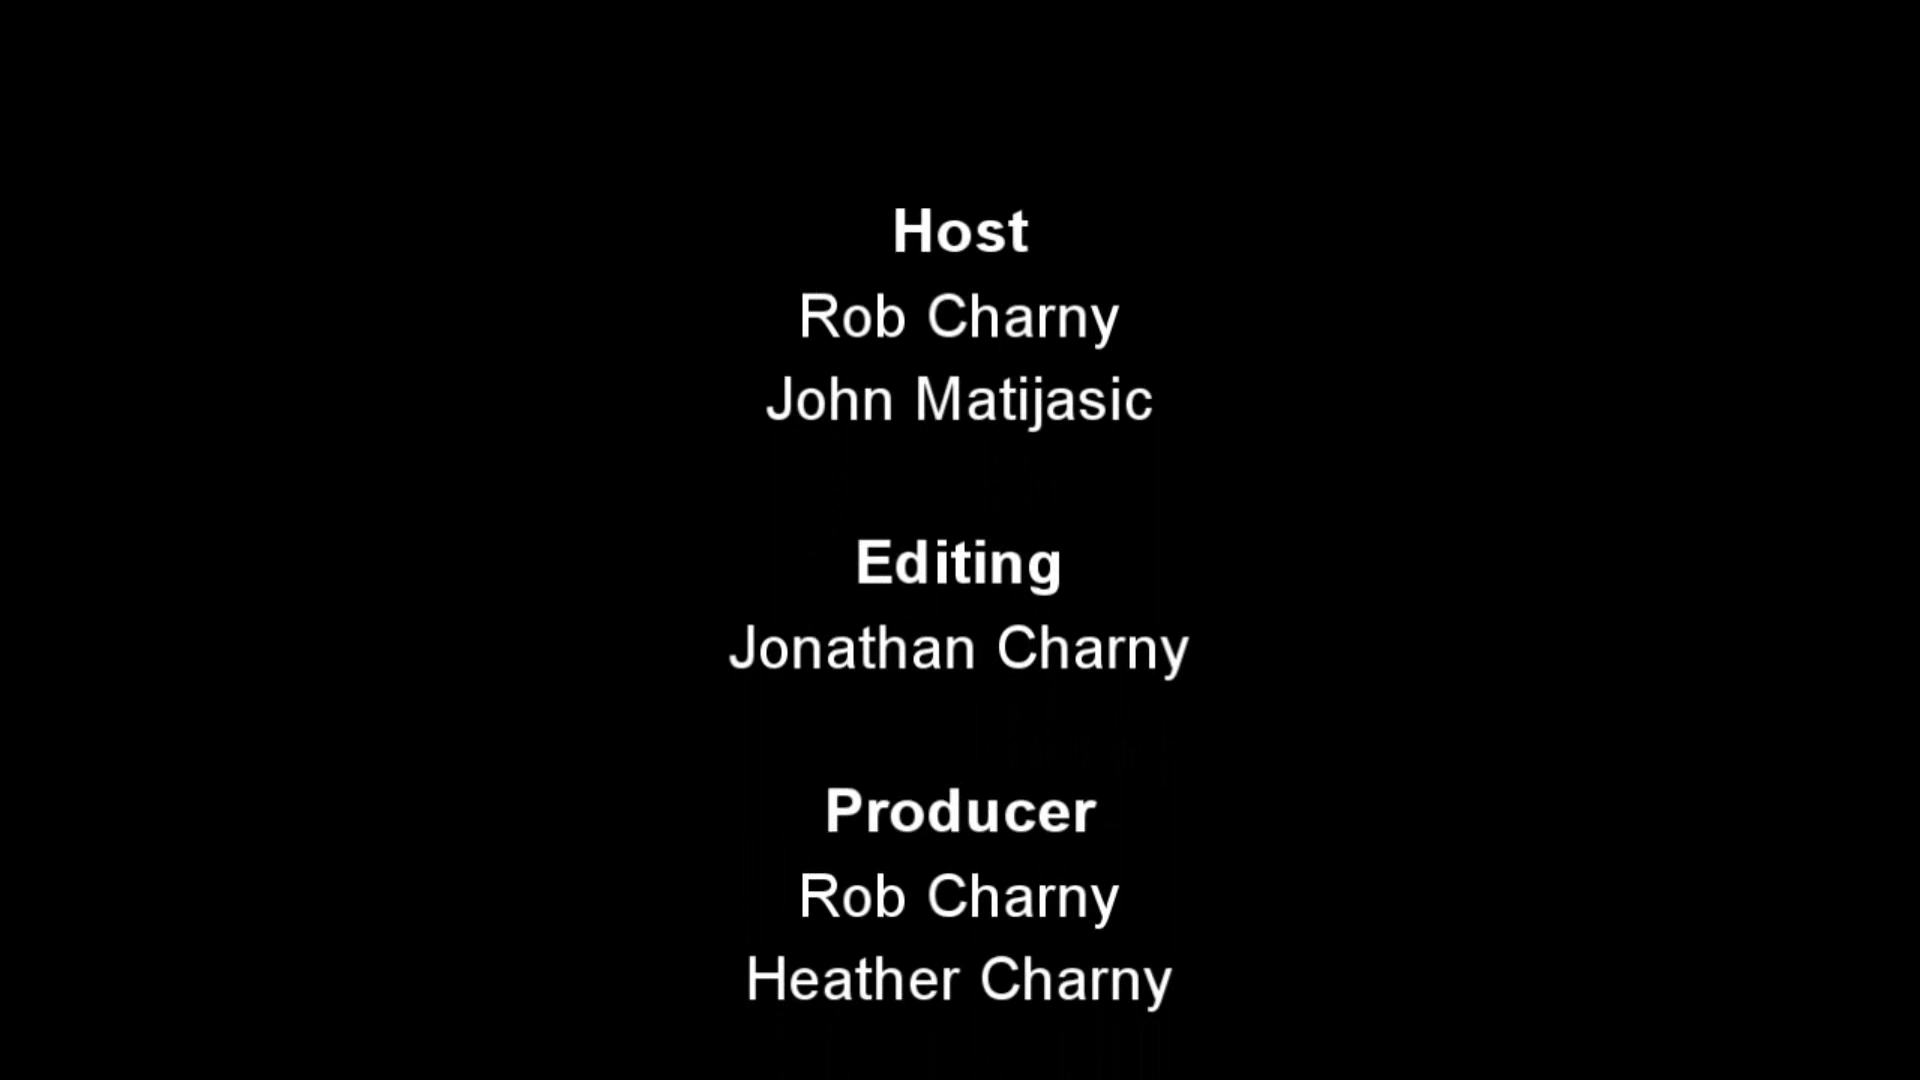 Host
Rob Charny
John Matijasic
Editing
Jonathan Charny
Producer
Rob Charny
Heather Charny